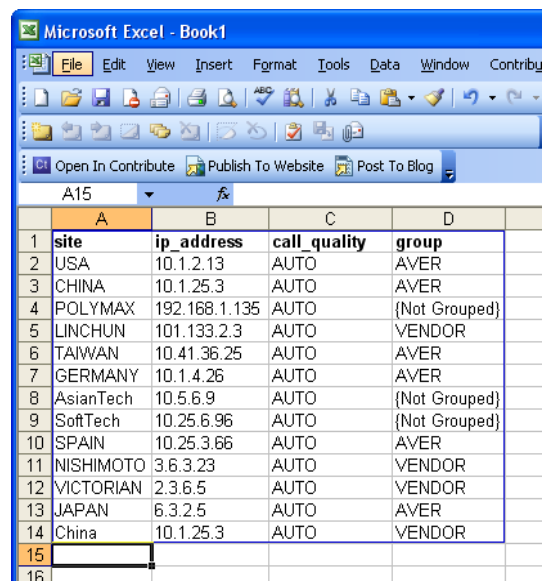 Microsoft Excel - Book1
File Edit View Insert Format Tools Data Window Contribu
ABC
Ct Open In Contribute Publish To Website Post To Blog
A15 fx
A B C D
1 site ip_address call_quality group
2 USA 10.1.2.13 AUTO AVER
3 CHINA 10.1.25.3 AUTO AVER
4 POLYMAX 192.168.1.135 AUTO {Not Grouped}
5 LINCHUN 101.133.2.3 AUTO VENDOR
6 TAIWAN 10.41.36.25 AUTO AVER
7 GERMANY 10.1.4.26 AUTO AVER
8 AsianTech 10.5.6.9 AUTO {Not Grouped}
9 SoftTech 10.25.6.96 AUTO {Not Grouped}
10 SPAIN 10.25.3.66 AUTO AVER
11 NISHIMOTO 3.6.3.23 AUTO VENDOR
12 VICTORIAN 2.3.6.5 AUTO VENDOR
13 JAPAN 6.3.2.5 AUTO AVER
14 China 10.1.25.3 AUTO VENDOR
15
16